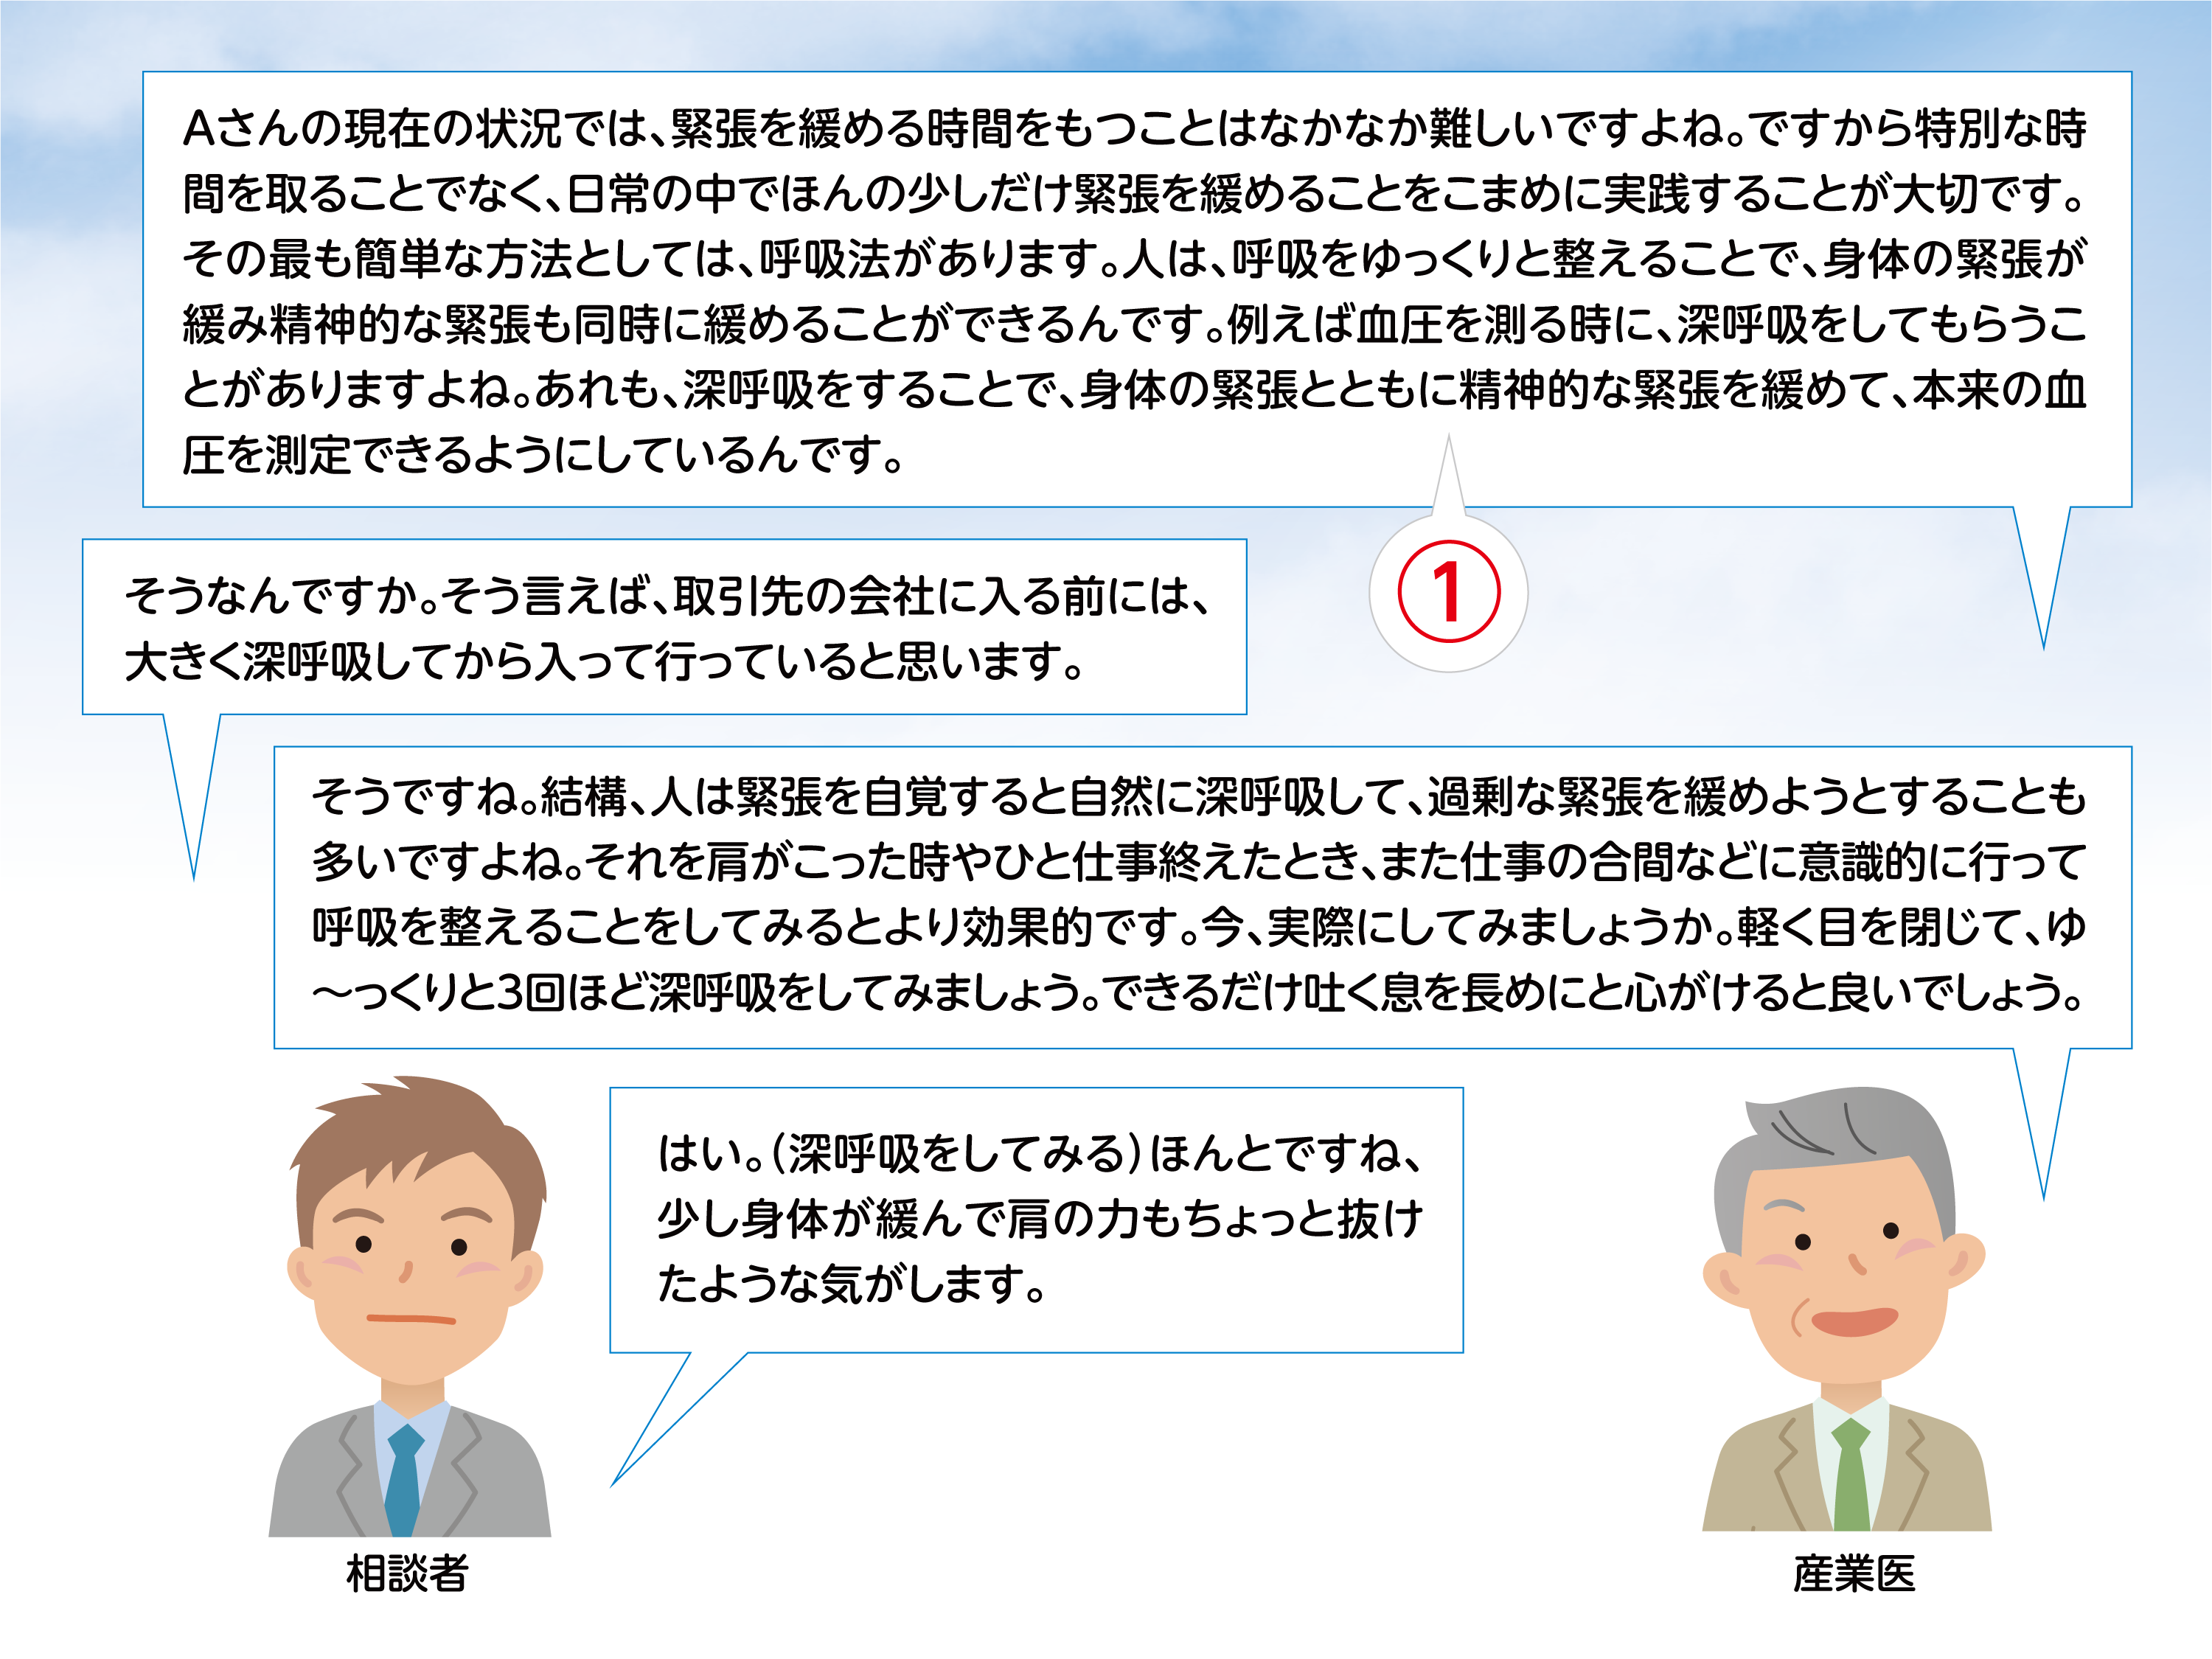 Aさんの現在の状況では、緊張を緩める時間をもつことはなかなか難しいですよね。ですから特別な時
間を取ることでなく、日常の中でほんの少しだけ緊張を緩めることをこまめに実践することが大切です。
その最も簡単な方法としては、呼吸法があります。人は、呼吸をゆっくりと整えることで、身体の緊張が
緩み精神的な緊張も同時に緩めることができるんです。例えば血圧を測る時に、深呼吸をしてもらうこ
とがありますよね。あれも、深呼吸をすることで、身体の緊張とともに精神的な緊張を緩めて、本来の血
圧を測定できるようにしているんです。
①
そうなんですか。そう言えば、取引先の会社に入る前には、
大きく深呼吸してから入って行っていると思います。
そうですね。結構、人は緊張を自覚すると自然に深呼吸して、過剰な緊張を緩めようとすることも
多いですよね。それを肩がこった時やひと仕事終えたとき、また仕事の合間などに意識的に行って
呼吸を整えることをしてみるとより効果的です。今、実際にしてみましょうか。軽く目を閉じて、ゆ
～っくりと3回ほど深呼吸をしてみましょう。できるだけ吐く息を長めにと心がけると良いでしょう。
はい。（深呼吸をしてみる）ほんとですね、
少し身体が緩んで肩の力もちょっと抜け
たような気がします。
相談者
産業医